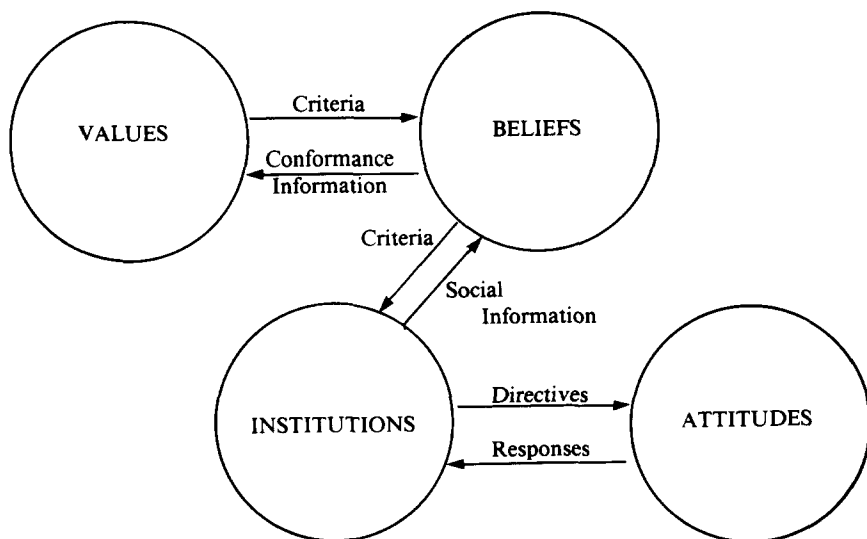 VALUES
Criteria
BELIEFS
Conformance
Information
Criteria
Social
Information
INSTITUTIONS
Directives
ATTITUDES
Responses